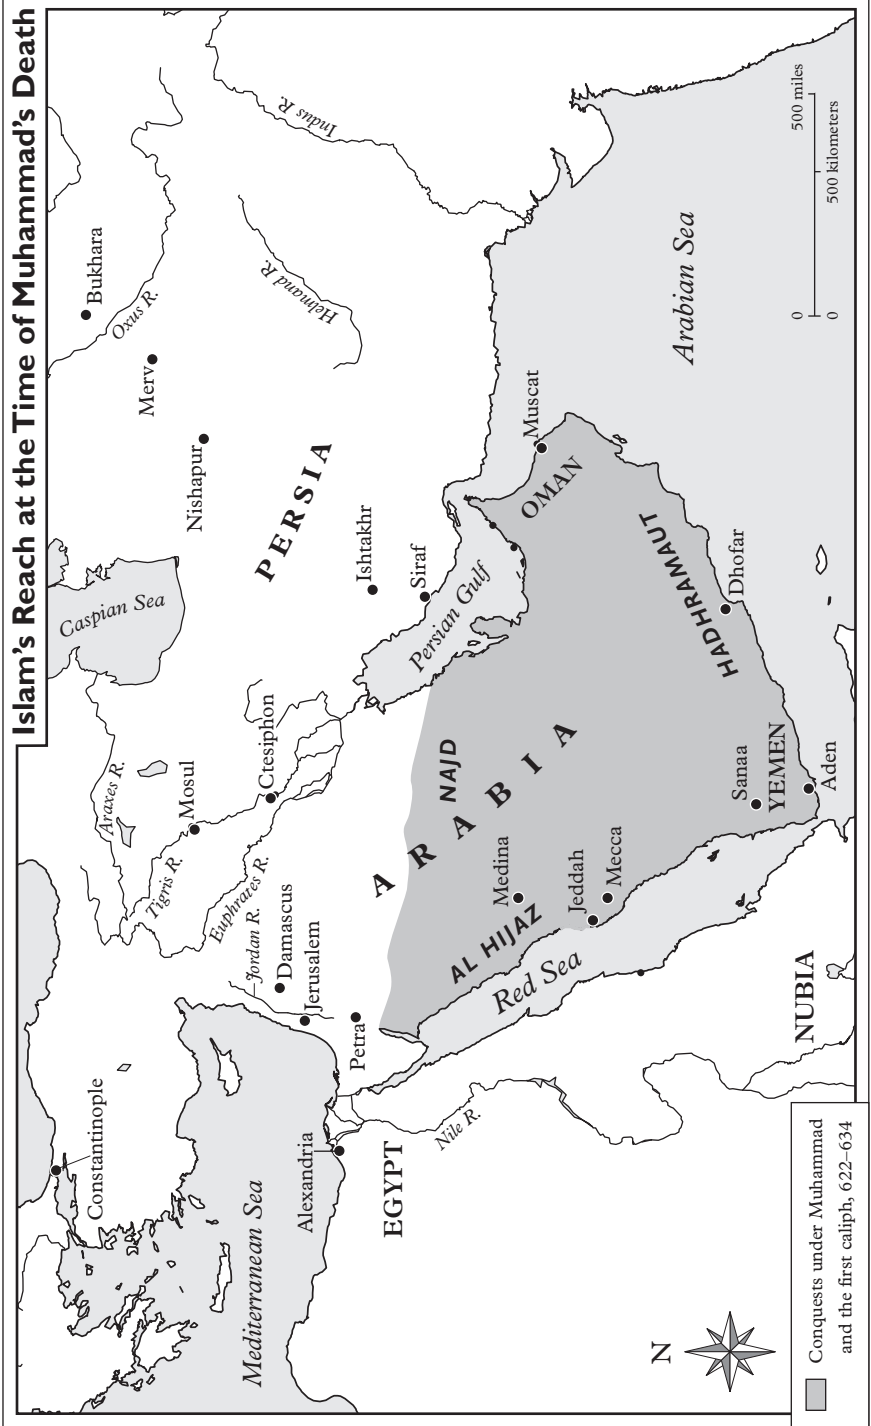 Islam's Reach at the Time of Muhammad's Death
Constantinople
Mediterranean Sea
Alexandria
EGYPT
Nile R.
Caspian Sea
Araxes R.
Mosul
Tigris R.
Euphrates R.
Ctesiphon
Jordan R.
Damascus
Jerusalem
Petra
Bukhara
Oxus R.
Merv
Nishapur
PERSIA
Helmand R.
Indus R.
Ishtakhr
Siraf
Persian Gulf
ARABIA
NAJD
AL HIJAZ
Medina
Jeddah
Mecca
Red Sea
NUBIA
Muscat
OMAN
HADHRAMAUT
Dhofar
Sanaa
YEMEN
Aden
Arabian Sea
0 500 miles
0 500 kilometers
N
Conquests under Muhammad
and the first caliph, 622–634